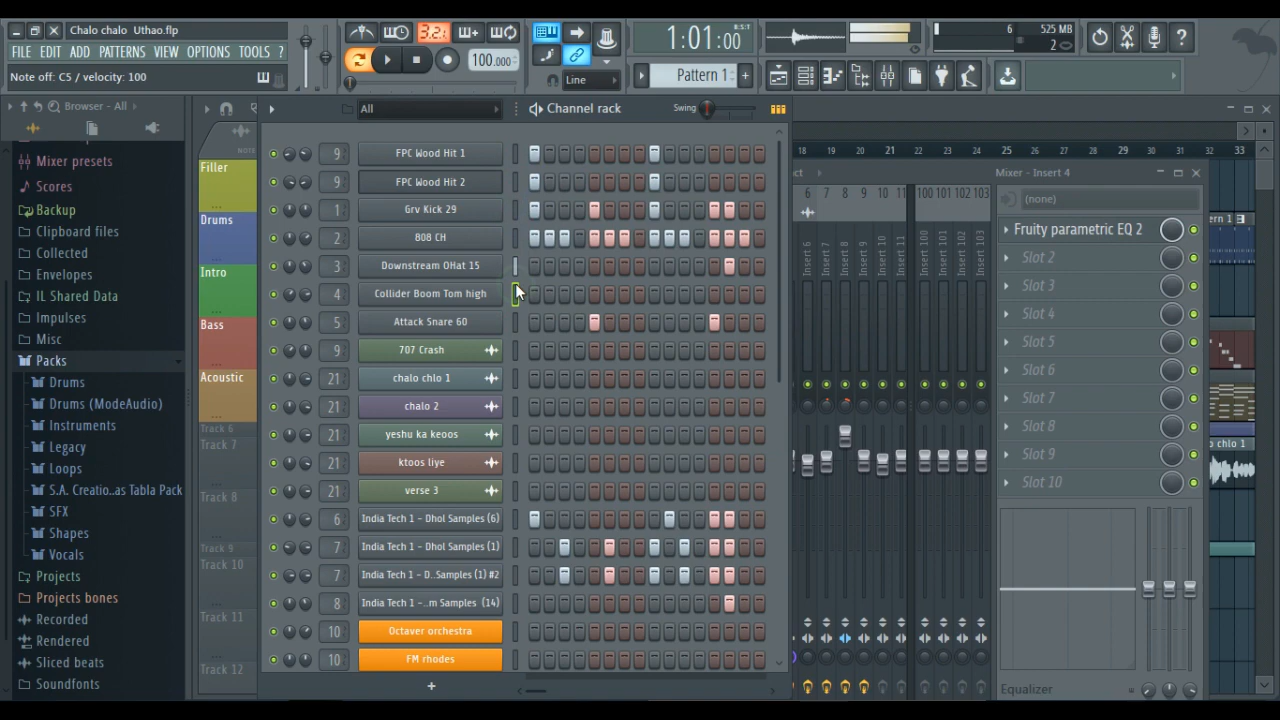 Chalo chalo Uthao.flp
FILE EDIT ADD PATTERNS VIEW OPTIONS TOOLS ?
Note off: C5 / velocity: 100
3.2.
100.000
Line
1:01:00
B:S:T
Pattern 1
6
525 MB
2
Browser - All
Mixer presets
Scores
Backup
Clipboard files
Collected
Envelopes
IL Shared Data
Impulses
Misc
Packs
Drums
Drums (ModeAudio)
Instruments
Legacy
Loops
S.A. Creatio..as Tabla Pack
SFX
Shapes
Vocals
Projects
Projects bones
Recorded
Rendered
Sliced beats
Soundfonts
NOTE
Filler
Drums
Intro
Bass
Acoustic
Track 6
Track 7
Track 8
Track 9
Track 10
Track 11
Track 12
All
Channel rack
Swing
9 FPC Wood Hit 1
9 FPC Wood Hit 2
1 Grv Kick 29
2 808 CH
3 Downstream OHat 15
4 Collider Boom Tom high
5 Attack Snare 60
9 707 Crash
21 chalo chlo 1
21 chalo 2
21 yeshu ka keoos
21 ktoos liye
21 verse 3
6 India Tech 1 - Dhol Samples (6)
7 India Tech 1 - Dhol Samples (1)
7 India Tech 1 - D..Samples (1) #2
8 India Tech 1 -...m Samples (14)
10 Octaver orchestra
10 FM rhodes
+
18 19 20 21 22 23 24 25 26 27 28 29 30 31 32 33
6 7 8 9 10 11 100 101 102 103
Insert 6
Insert 7
Insert 8
Insert 9
Insert 10
Insert 11
Insert 100
Insert 101
Insert 102
Insert 103
Mixer - Insert 4
(none)
Fruity parametric EQ 2
Slot 2
Slot 3
Slot 4
Slot 5
Slot 6
Slot 7
Slot 8
Slot 9
Slot 10
Equalizer
ern 1
o chlo 1